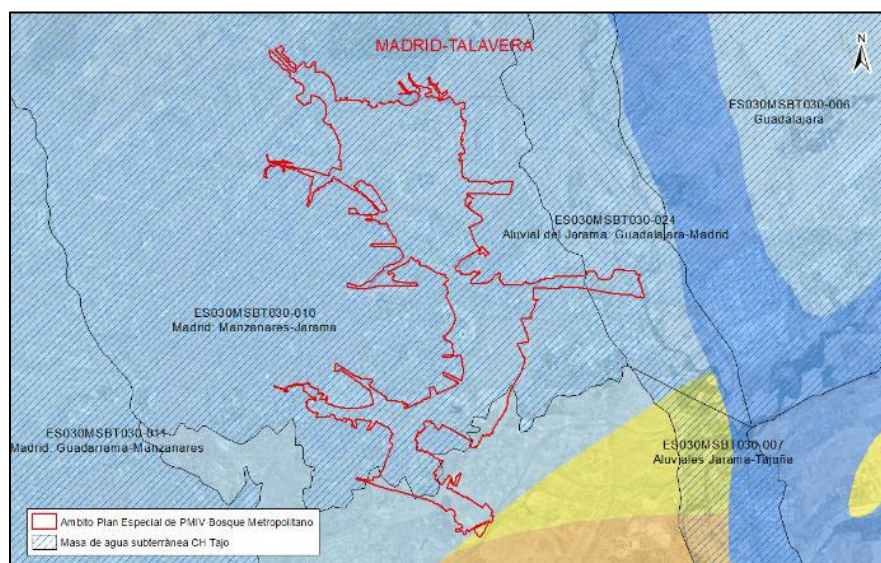 MADRID-TALAVERA
N
ES030MSBT030-006
Guadalajara
ES030MSBT030-024
Aluvial del Jarama: Guadalajara-Madrid
ES030MSBT030-010
Madrid: Manzanares-Jarama
ES030MSBT030-011
Madrid: Guadarrama-Manzanares
ES030MSBT030-007
Aluviales Jarama-Tajuña
Ambito Plan Especial de PMIV-Bosque Metropolitano
Masa de agua subterránea CH Tajo